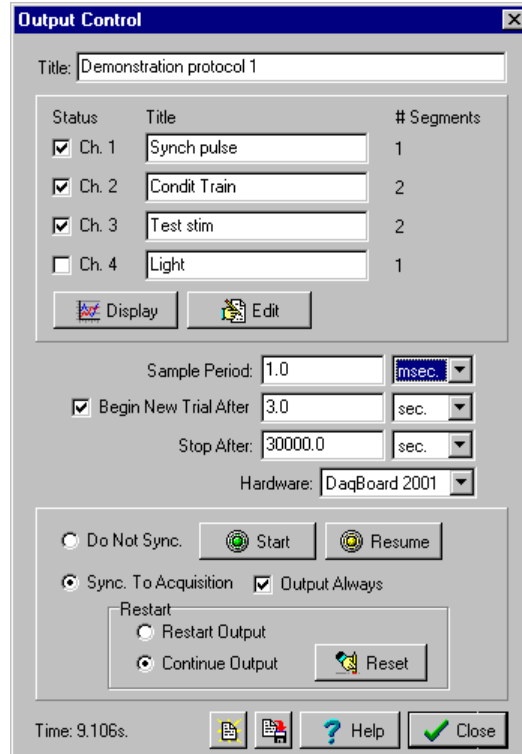 Output Control
Title: Demonstration protocol 1
Status Title # Segments
Ch. 1 Synch pulse 1
Ch. 2 Condit Train 2
Ch. 3 Test stim 2
Ch. 4 Light 1
Display Edit
Sample Period: 1.0 msec.
Begin New Trial After 3.0 sec.
Stop After: 30000.0 sec.
Hardware: DaqBoard 2001
Do Not Sync. Start Resume
Sync. To Acquisition Output Always
Restart
Restart Output
Continue Output Reset
Time: 9.106s. Help Close